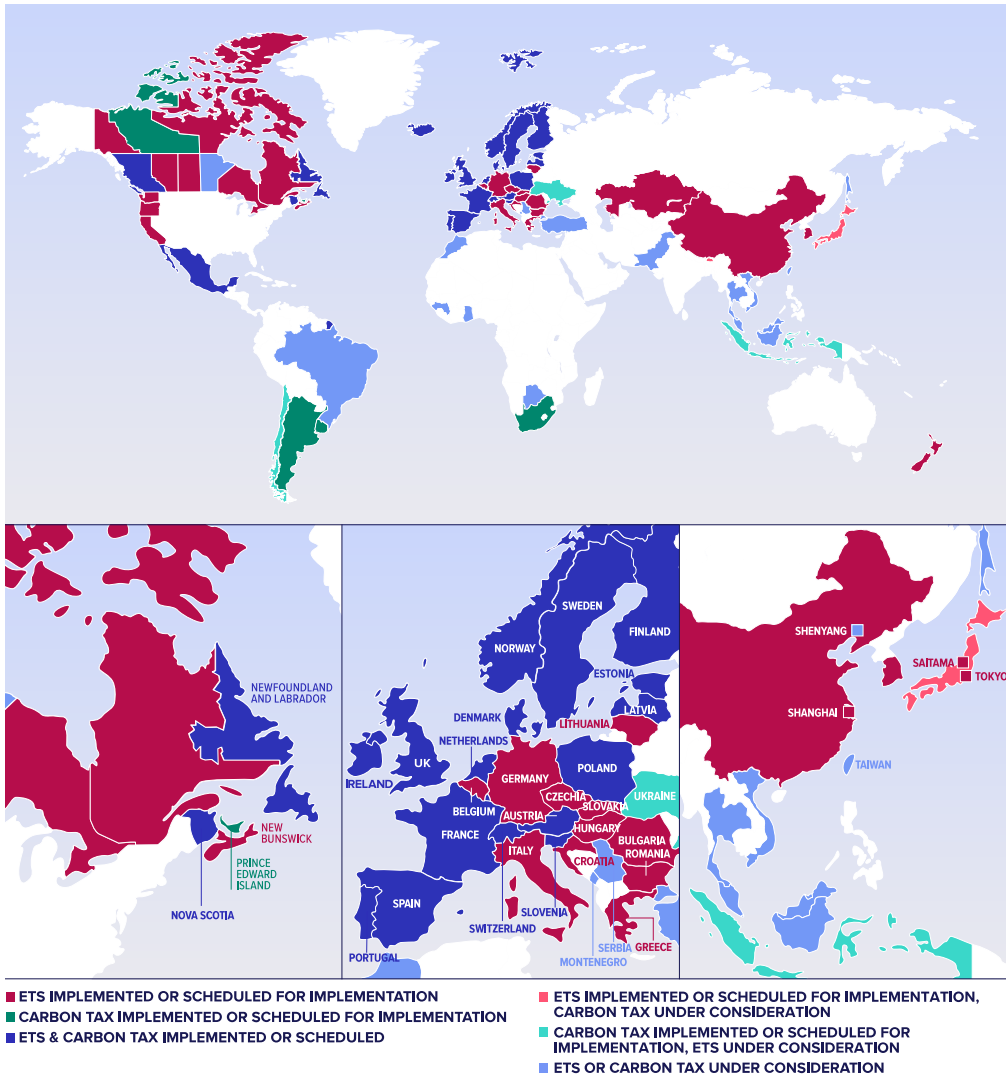 NEWFOUNDLAND
AND LABRADOR
NEW
BUNSWICK
PRINCE
EDWARD
ISLAND
NOVA SCOTIA
SWEDEN
FINLAND
NORWAY
ESTONIA
LATVIA
DENMARK
LITHUANIA
NETHERLANDS
UK
IRELAND
POLAND
GERMANY
UKRAINE
CZECHIA
SLOVAKIA
BELGIUM
AUSTRIA
FRANCE
HUNGARY
BULGARIA
ROMANIA
ITALY
CROATIA
SPAIN
SLOVENIA
SWITZERLAND
SERBIA
GREECE
MONTENEGRO
PORTUGAL
SHENYANG
SAITAMA
TOKYO
SHANGHAI
TAIWAN
ETS IMPLEMENTED OR SCHEDULED FOR IMPLEMENTATION
CARBON TAX IMPLEMENTED OR SCHEDULED FOR IMPLEMENTATION
ETS & CARBON TAX IMPLEMENTED OR SCHEDULED
ETS IMPLEMENTED OR SCHEDULED FOR IMPLEMENTATION,
CARBON TAX UNDER CONSIDERATION
CARBON TAX IMPLEMENTED OR SCHEDULED FOR
IMPLEMENTATION, ETS UNDER CONSIDERATION
ETS OR CARBON TAX UNDER CONSIDERATION